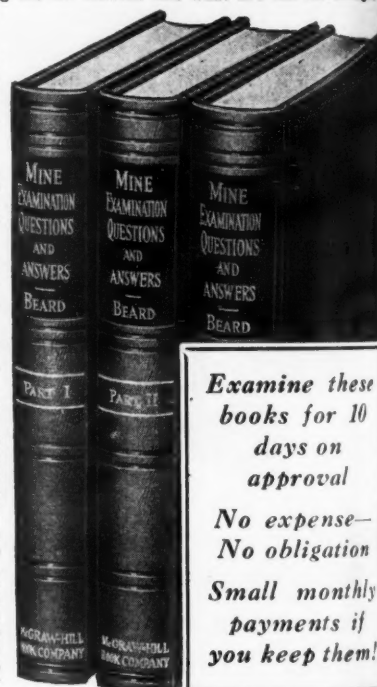 MINE
EXAMINATION
QUESTIONS
AND
ANSWERS
BEARD
PART I
McGRAW-HILL
BOOK COMPANY
MINE
EXAMINATION
QUESTIONS
AND
ANSWERS
BEARD
PART II
McGRAW-HILL
BOOK COMPANY
MINE
EXAMINATION
QUESTIONS
AND
ANSWERS
BEARD
Examine these
books for 10
days on
approval
No expense—
No obligation
Small monthly
payments if
you keep them!